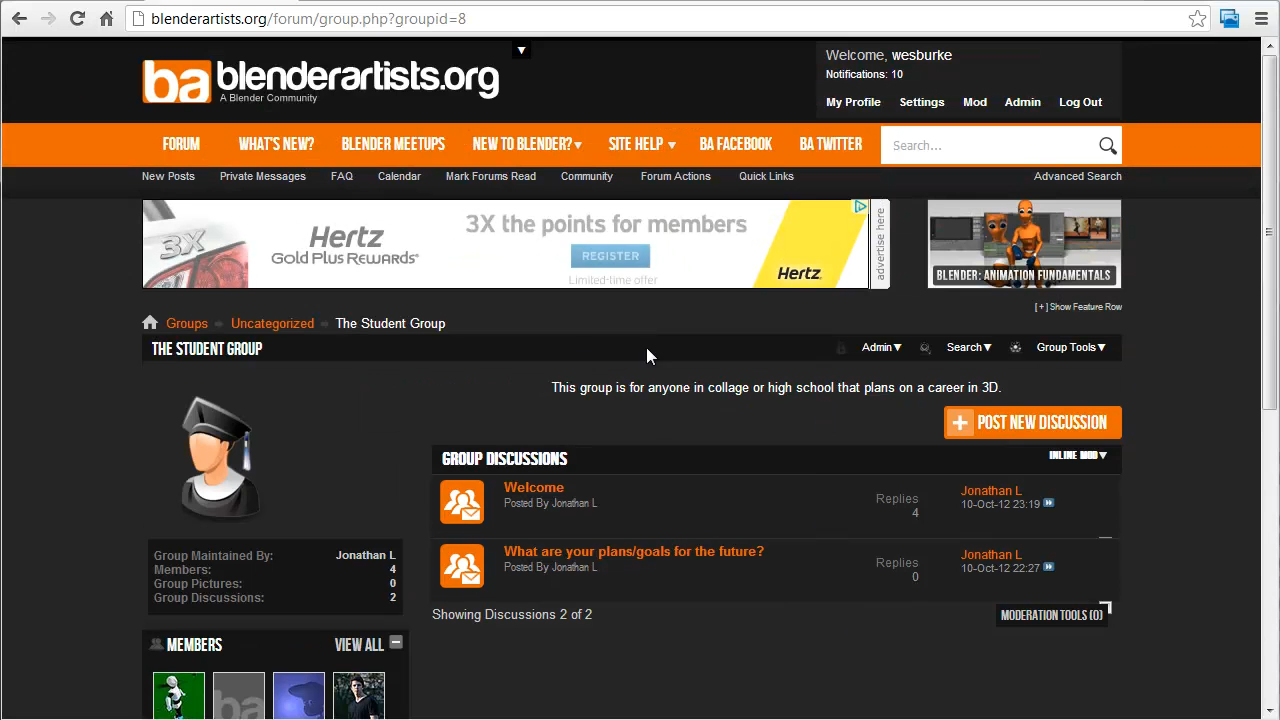 blenderartists.org/forum/group.php?groupid=8
ba blenderartists.org
A Blender Community
Welcome, wesburke
Notifications: 10
My Profile Settings Mod Admin Log Out
FORUM WHAT'S NEW? BLENDER MEETUPS NEW TO BLENDER? SITE HELP BA FACEBOOK BA TWITTER Search...
New Posts Private Messages FAQ Calendar Mark Forums Read Community Forum Actions Quick Links Advanced Search
3X
Hertz
Gold Plus Rewards®
3X the points for members
REGISTER
Limited-time offer
Hertz
advertise here
BLENDER: ANIMATION FUNDAMENTALS
[+] Show Feature Row
Groups Uncategorized The Student Group
THE STUDENT GROUP Admin Search Group Tools
This group is for anyone in collage or high school that plans on a career in 3D.
+ POST NEW DISCUSSION
GROUP DISCUSSIONS INLINE MOD
Welcome
Posted By Jonathan L
Replies
4
Jonathan L
10-Oct-12 23:19
What are your plans/goals for the future?
Posted By Jonathan L
Replies
0
Jonathan L
10-Oct-12 22:27
Showing Discussions 2 of 2
MODERATION TOOLS (0)
Group Maintained By: Jonathan L
Members: 4
Group Pictures: 0
Group Discussions: 2
MEMBERS VIEW ALL
ba